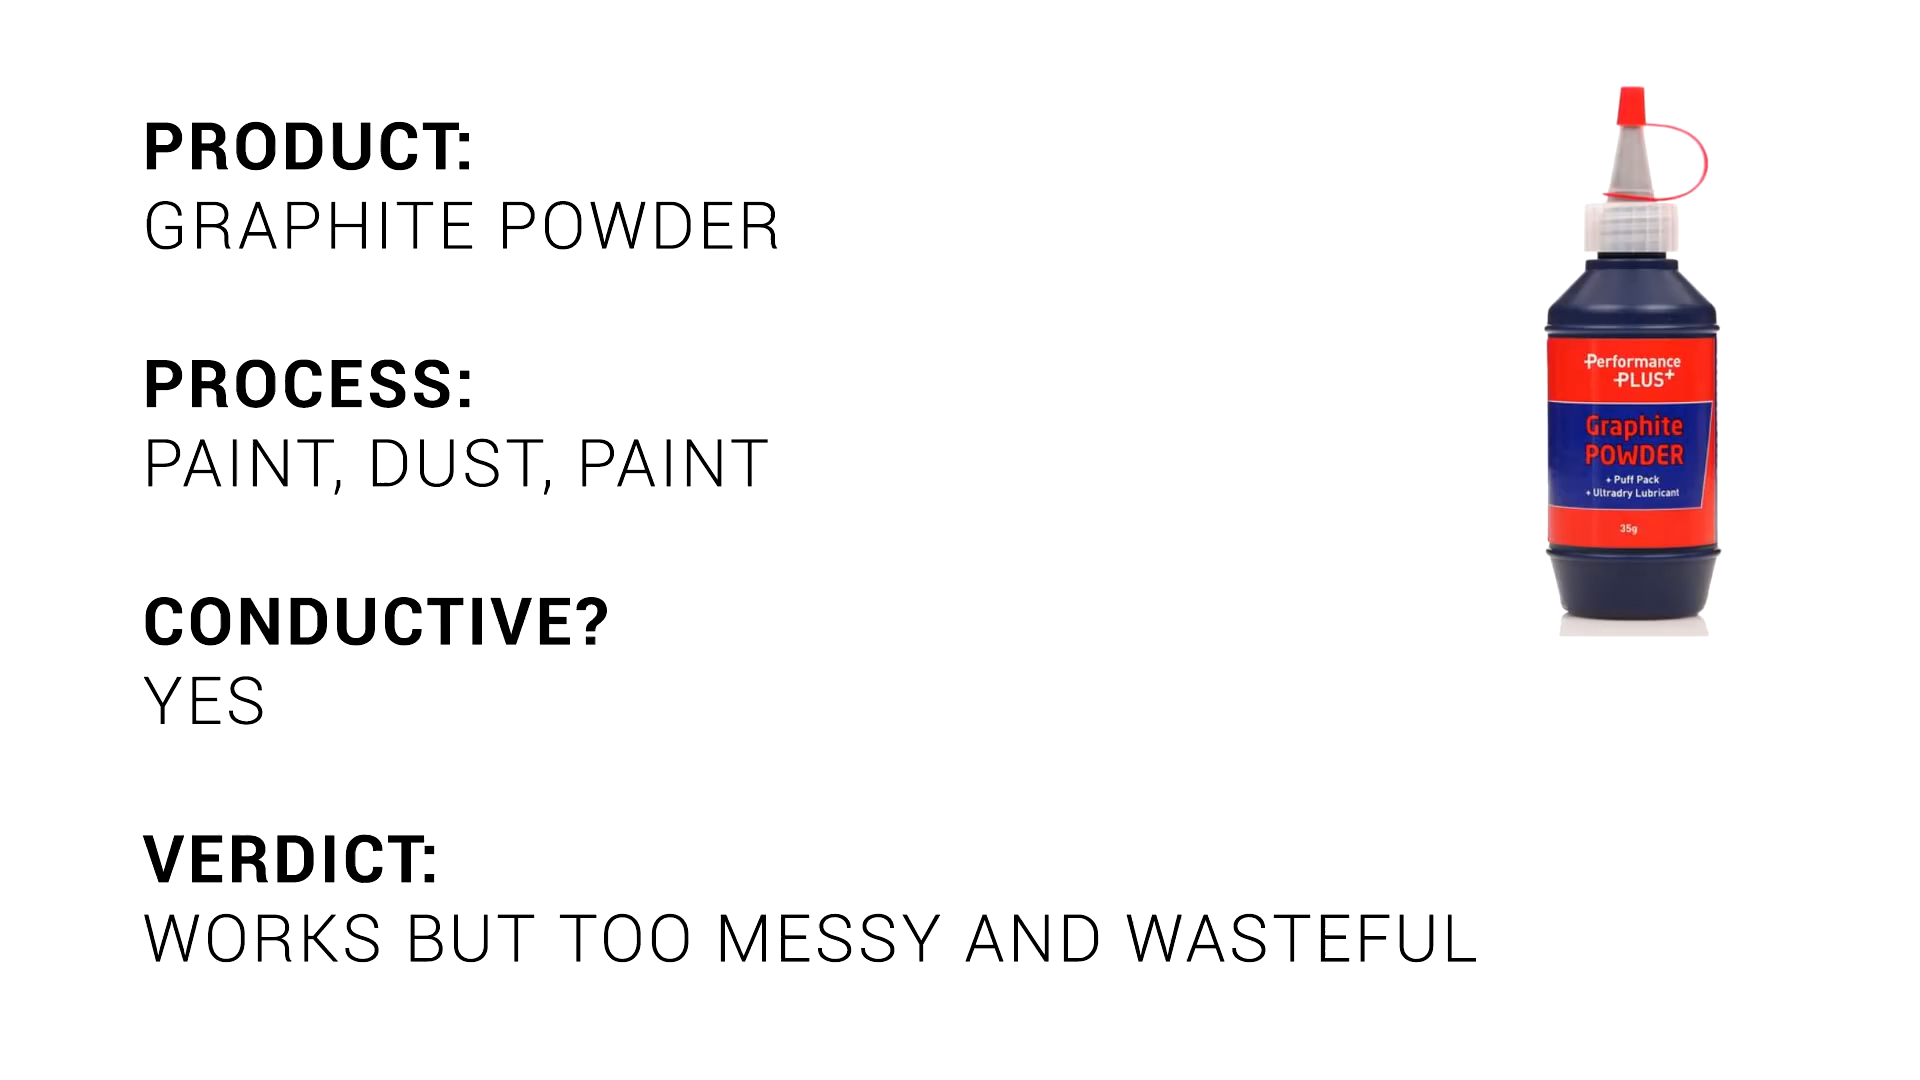 PRODUCT:
GRAPHITE POWDER
PROCESS:
PAINT, DUST, PAINT
CONDUCTIVE?
YES
VERDICT:
WORKS BUT TOO MESSY AND WASTEFUL
Performance
PLUS+
Graphite
POWDER
+ Puff Pack
+ Ultradry Lubricant
35g